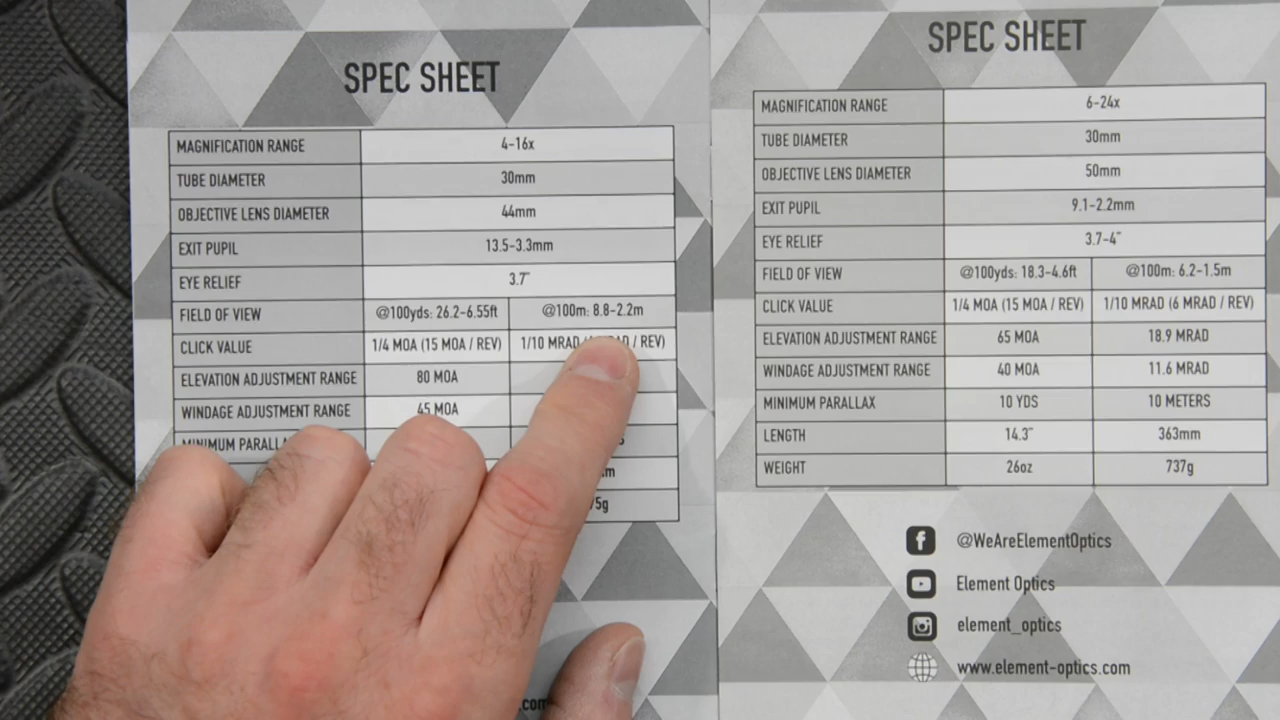 SPEC SHEET
MAGNIFICATION RANGE 4-16x
TUBE DIAMETER 30mm
OBJECTIVE LENS DIAMETER 44mm
EXIT PUPIL 13.5-3.3mm
EYE RELIEF 3.7"
FIELD OF VIEW @100yds: 26.2-6.55ft @100m: 8.8-2.2m
CLICK VALUE 1/4 MOA (15 MOA / REV) 1/10 MRAD / REV)
ELEVATION ADJUSTMENT RANGE 80 MOA
WINDAGE ADJUSTMENT RANGE 45 MOA
MINIMUM
SPEC SHEET
MAGNIFICATION RANGE 6-24x
TUBE DIAMETER 30mm
OBJECTIVE LENS DIAMETER 50mm
EXIT PUPIL 9.1-2.2mm
EYE RELIEF 3.7-4"
FIELD OF VIEW @100yds: 18.3-4.6ft @100m: 6.2-1.5m
CLICK VALUE 1/4 MOA (15 MOA / REV) 1/10 MRAD (6 MRAD / REV)
ELEVATION ADJUSTMENT RANGE 65 MOA 18.9 MRAD
WINDAGE ADJUSTMENT RANGE 40 MOA 11.6 MRAD
MINIMUM PARALLAX 10 YDS 10 METERS
LENGTH 14.3" 363mm
WEIGHT 26oz 737g
@WeAreElementOptics
Element Optics
element_optics
www.element-optics.com